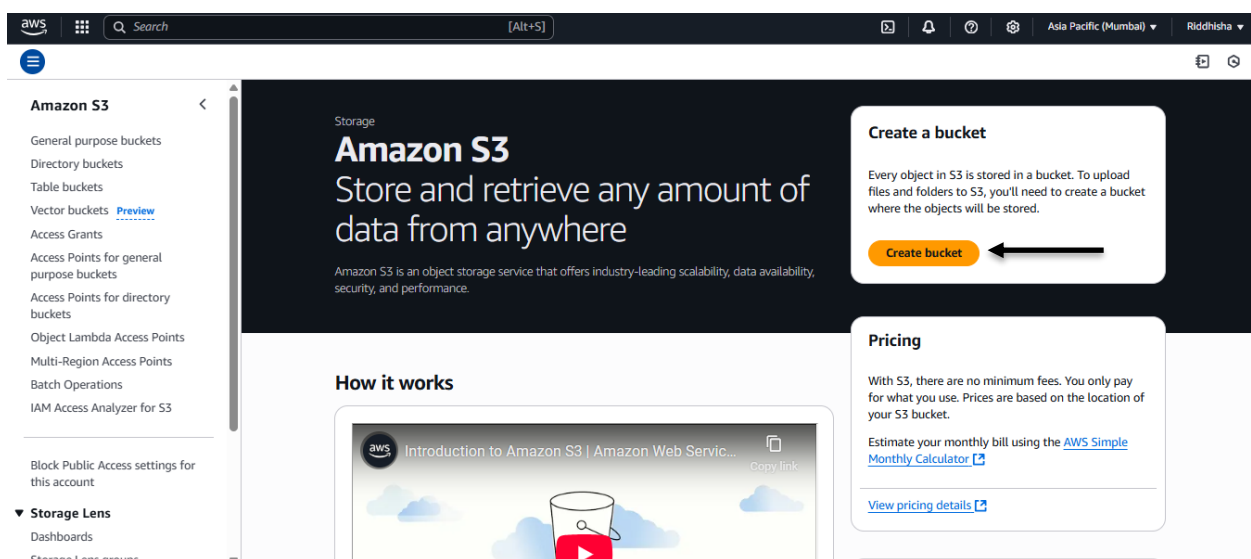 aws
Search
[Alt+S]
Asia Pacific (Mumbai)
Riddhisha
Amazon S3
General purpose buckets
Directory buckets
Table buckets
Vector buckets Preview
Access Grants
Access Points for general
purpose buckets
Access Points for directory
buckets
Object Lambda Access Points
Multi-Region Access Points
Batch Operations
IAM Access Analyzer for S3
Block Public Access settings for
this account
Storage Lens
Dashboards
Storage Lens groups
Storage
Amazon S3
Store and retrieve any amount of
data from anywhere
Amazon S3 is an object storage service that offers industry-leading scalability, data availability,
security, and performance.
How it works
aws
Introduction to Amazon S3 | Amazon Web Servic...
Copy link
Create a bucket
Every object in S3 is stored in a bucket. To upload
files and folders to S3, you'll need to create a bucket
where the objects will be stored.
Create bucket
Pricing
With S3, there are no minimum fees. You only pay
for what you use. Prices are based on the location of
your S3 bucket.
Estimate your monthly bill using the AWS Simple
Monthly Calculator
View pricing details